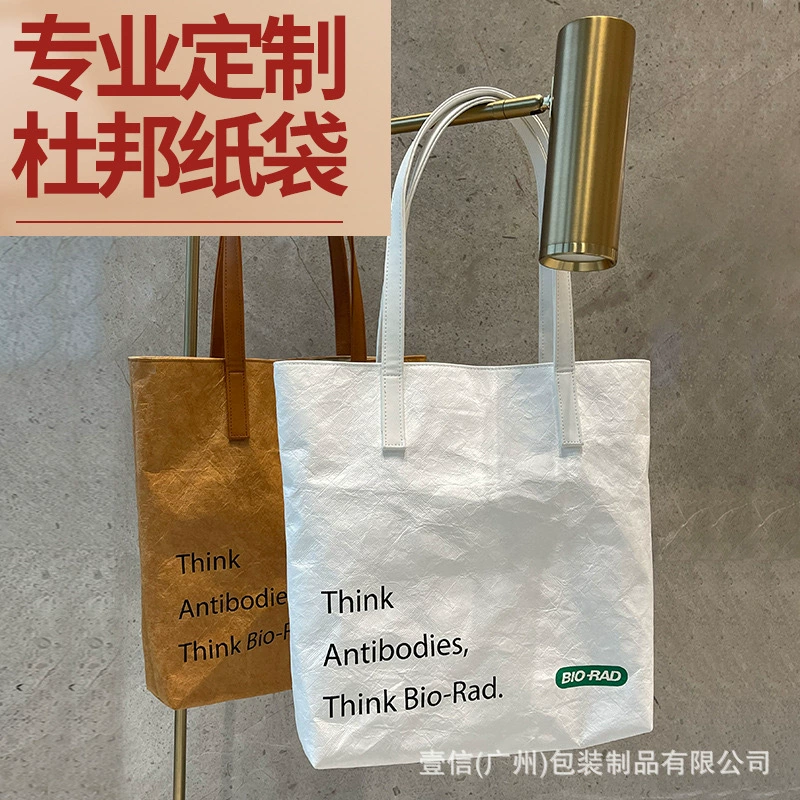 专业定制
杜邦纸袋
Think
Antibodie
Think Bio-R
Think
Antibodies,
Think Bio-Rad.
BIO-RAD
壹信(广州)包装制品有限公司